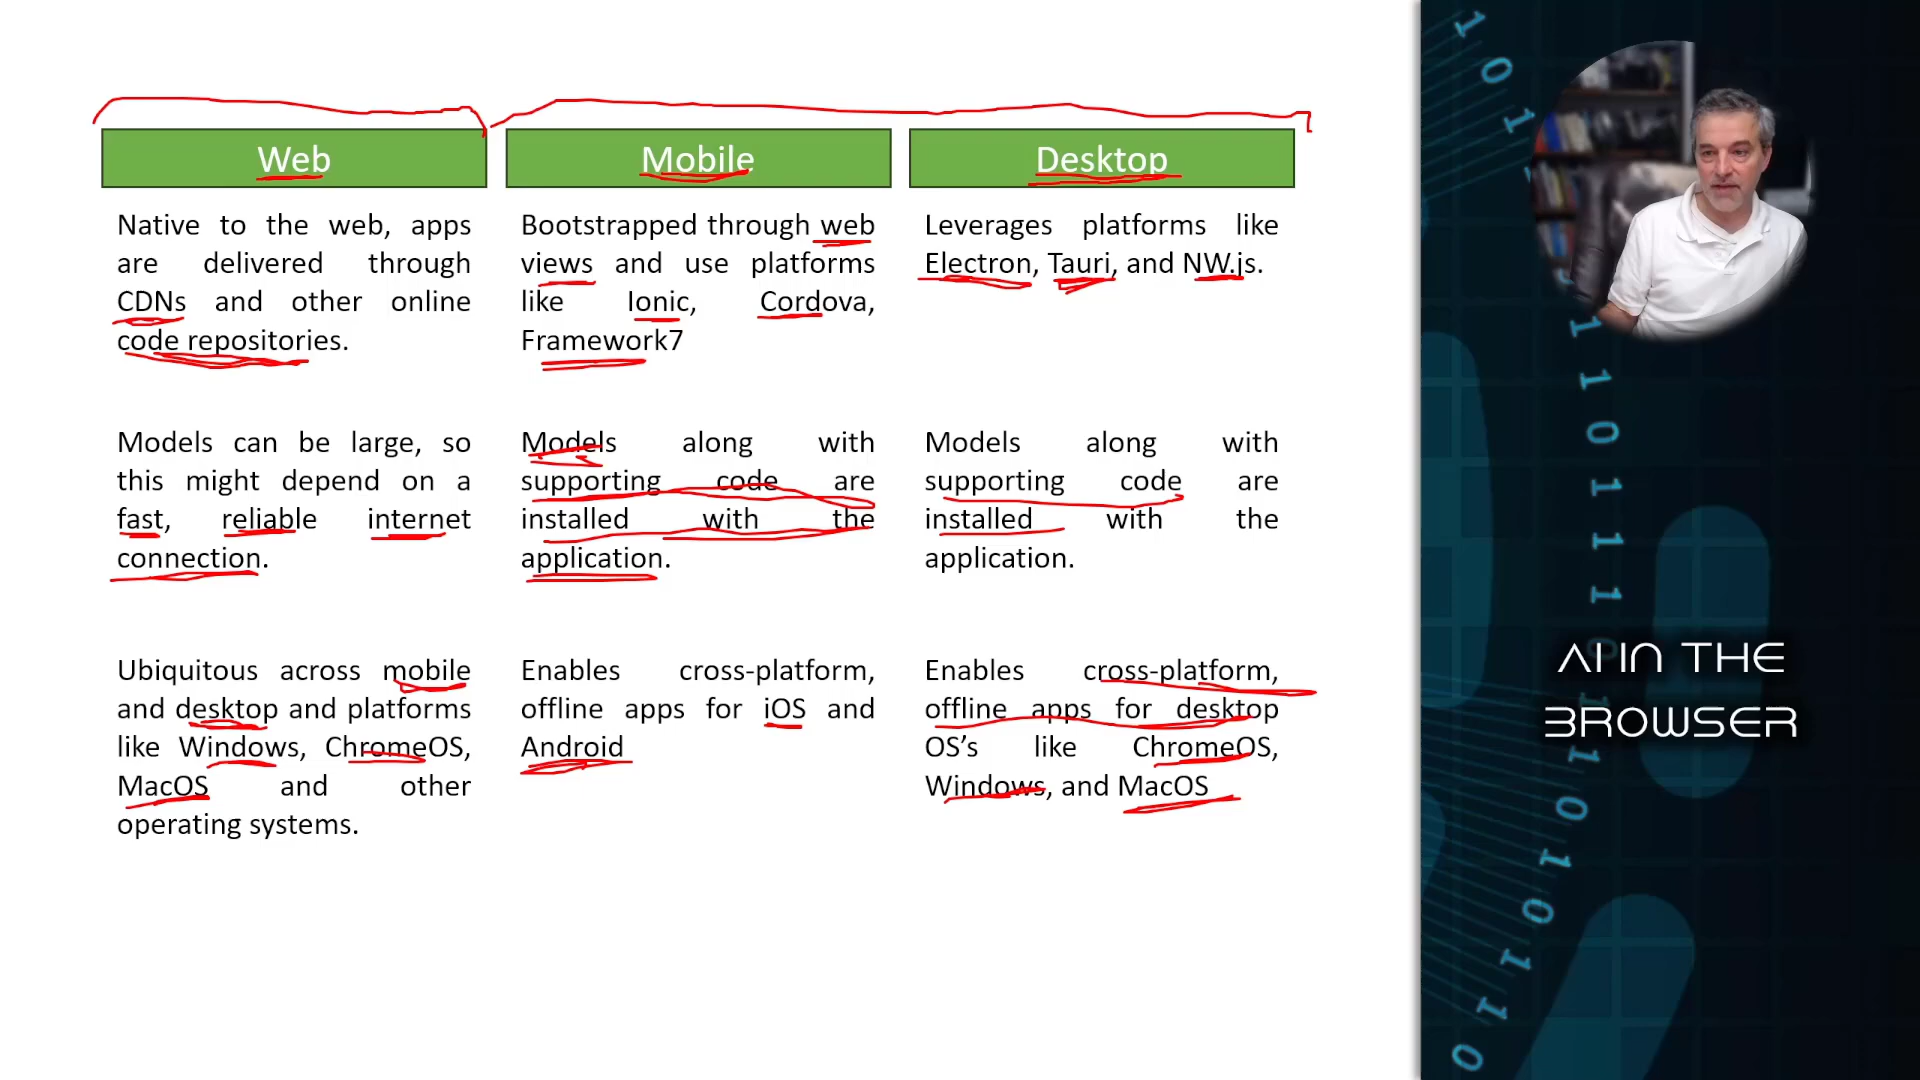 Web
Native to the web, apps
are delivered through
CDNs and other online
code repositories.
Models can be large, so
this might depend on a
fast, reliable internet
connection.
Ubiquitous across mobile
and desktop and platforms
like Windows, ChromeOS,
MacOS and other
operating systems.
Mobile
Bootstrapped through web
views and use platforms
like Ionic, Cordova,
Framework7
Models along with
supporting code are
installed with the
application.
Enables cross-platform,
offline apps for iOS and
Android
Desktop
Leverages platforms like
Electron, Tauri, and NW.js.
Models along with
supporting code are
installed with the
application.
Enables cross-platform,
offline apps for desktop
OS’s like ChromeOS,
Windows, and MacOS
AI IN THE
BROWSER